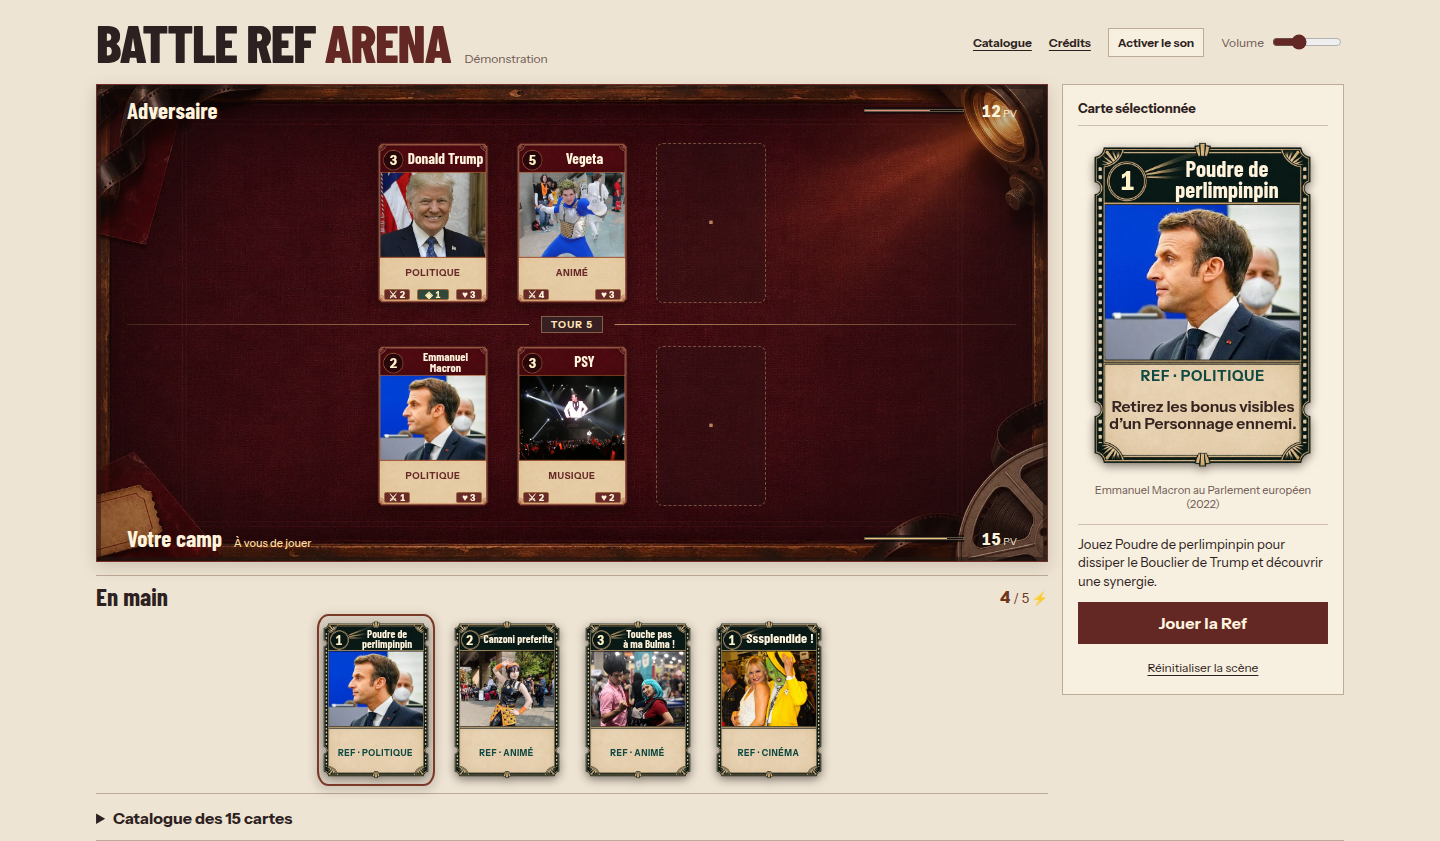 BATTLE REF ARENA
Démonstration
Catalogue
Crédits
Activer le son
Volume
Adversaire
12 PV
3 Donald Trump
POLITIQUE
⚔ 2 ◈ 1 ♥ 3
5 Vegeta
ANIMÉ
⚔ 4 ♥ 3
TOUR 5
2 Emmanuel
Macron
POLITIQUE
⚔ 1 ♥ 3
3 PSY
MUSIQUE
⚔ 2 ♥ 2
Votre camp
À vous de jouer
15 PV
Carte sélectionnée
1
Poudre de
perlimpinpin
REF · POLITIQUE
Retirez les bonus visibles
d’un Personnage ennemi.
Emmanuel Macron au Parlement européen
(2022)
Jouez Poudre de perlimpinpin pour
dissiper le Bouclier de Trump et découvrir
une synergie.
Jouer la Ref
Réinitialiser la scène
En main
4 / 5 ⚡
1 Poudre de
perlimpinpin
REF · POLITIQUE
2 Canzoni preferite
REF · ANIMÉ
3 Touche pas
à ma Bulma !
REF · ANIMÉ
1 Sssplendide !
REF · CINÉMA
Catalogue des 15 cartes